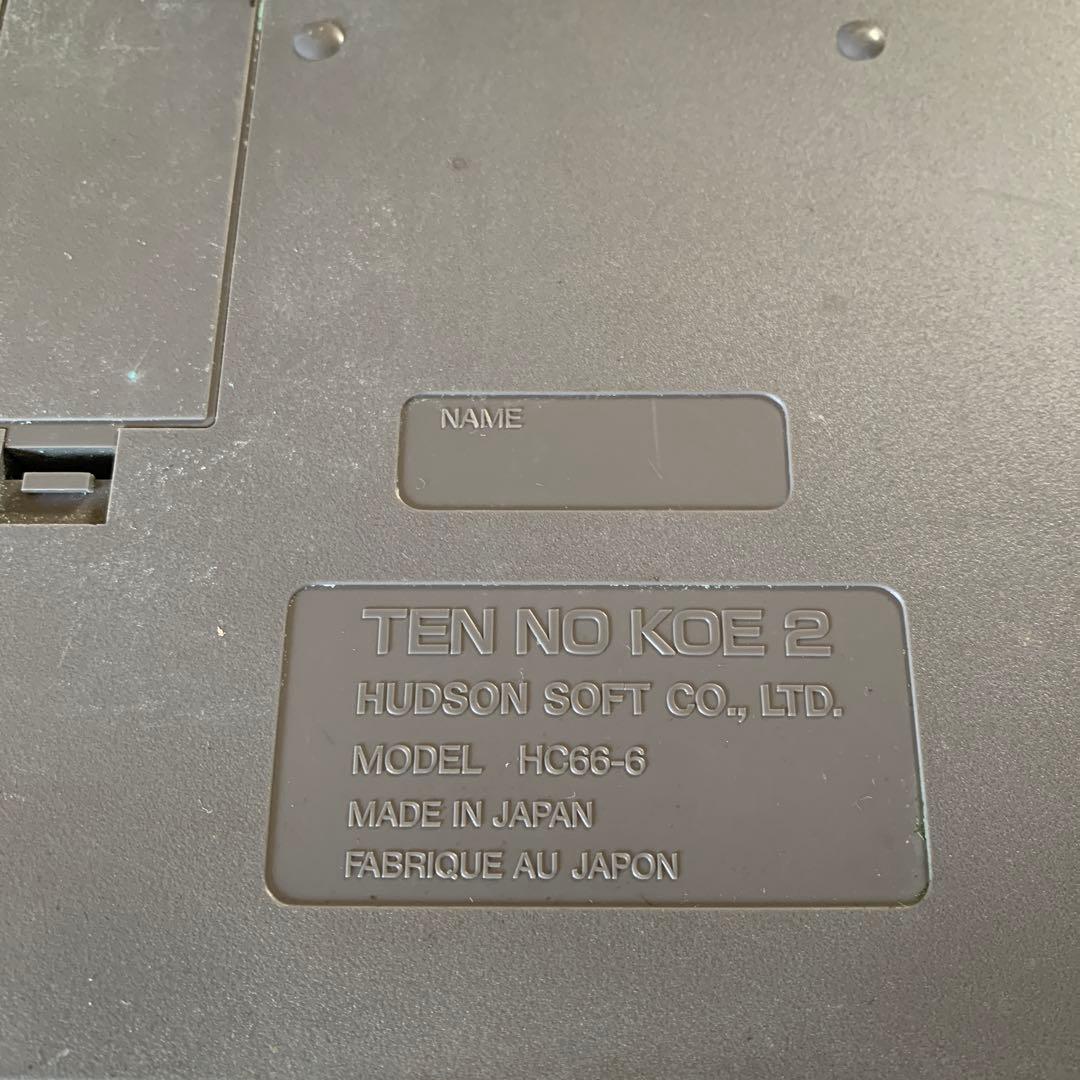 NAME
TEN NO KOE 2
HUDSON SOFT CO., LTD.
MODEL HC66-6
MADE IN JAPAN
FABRIQUE AU JAPON